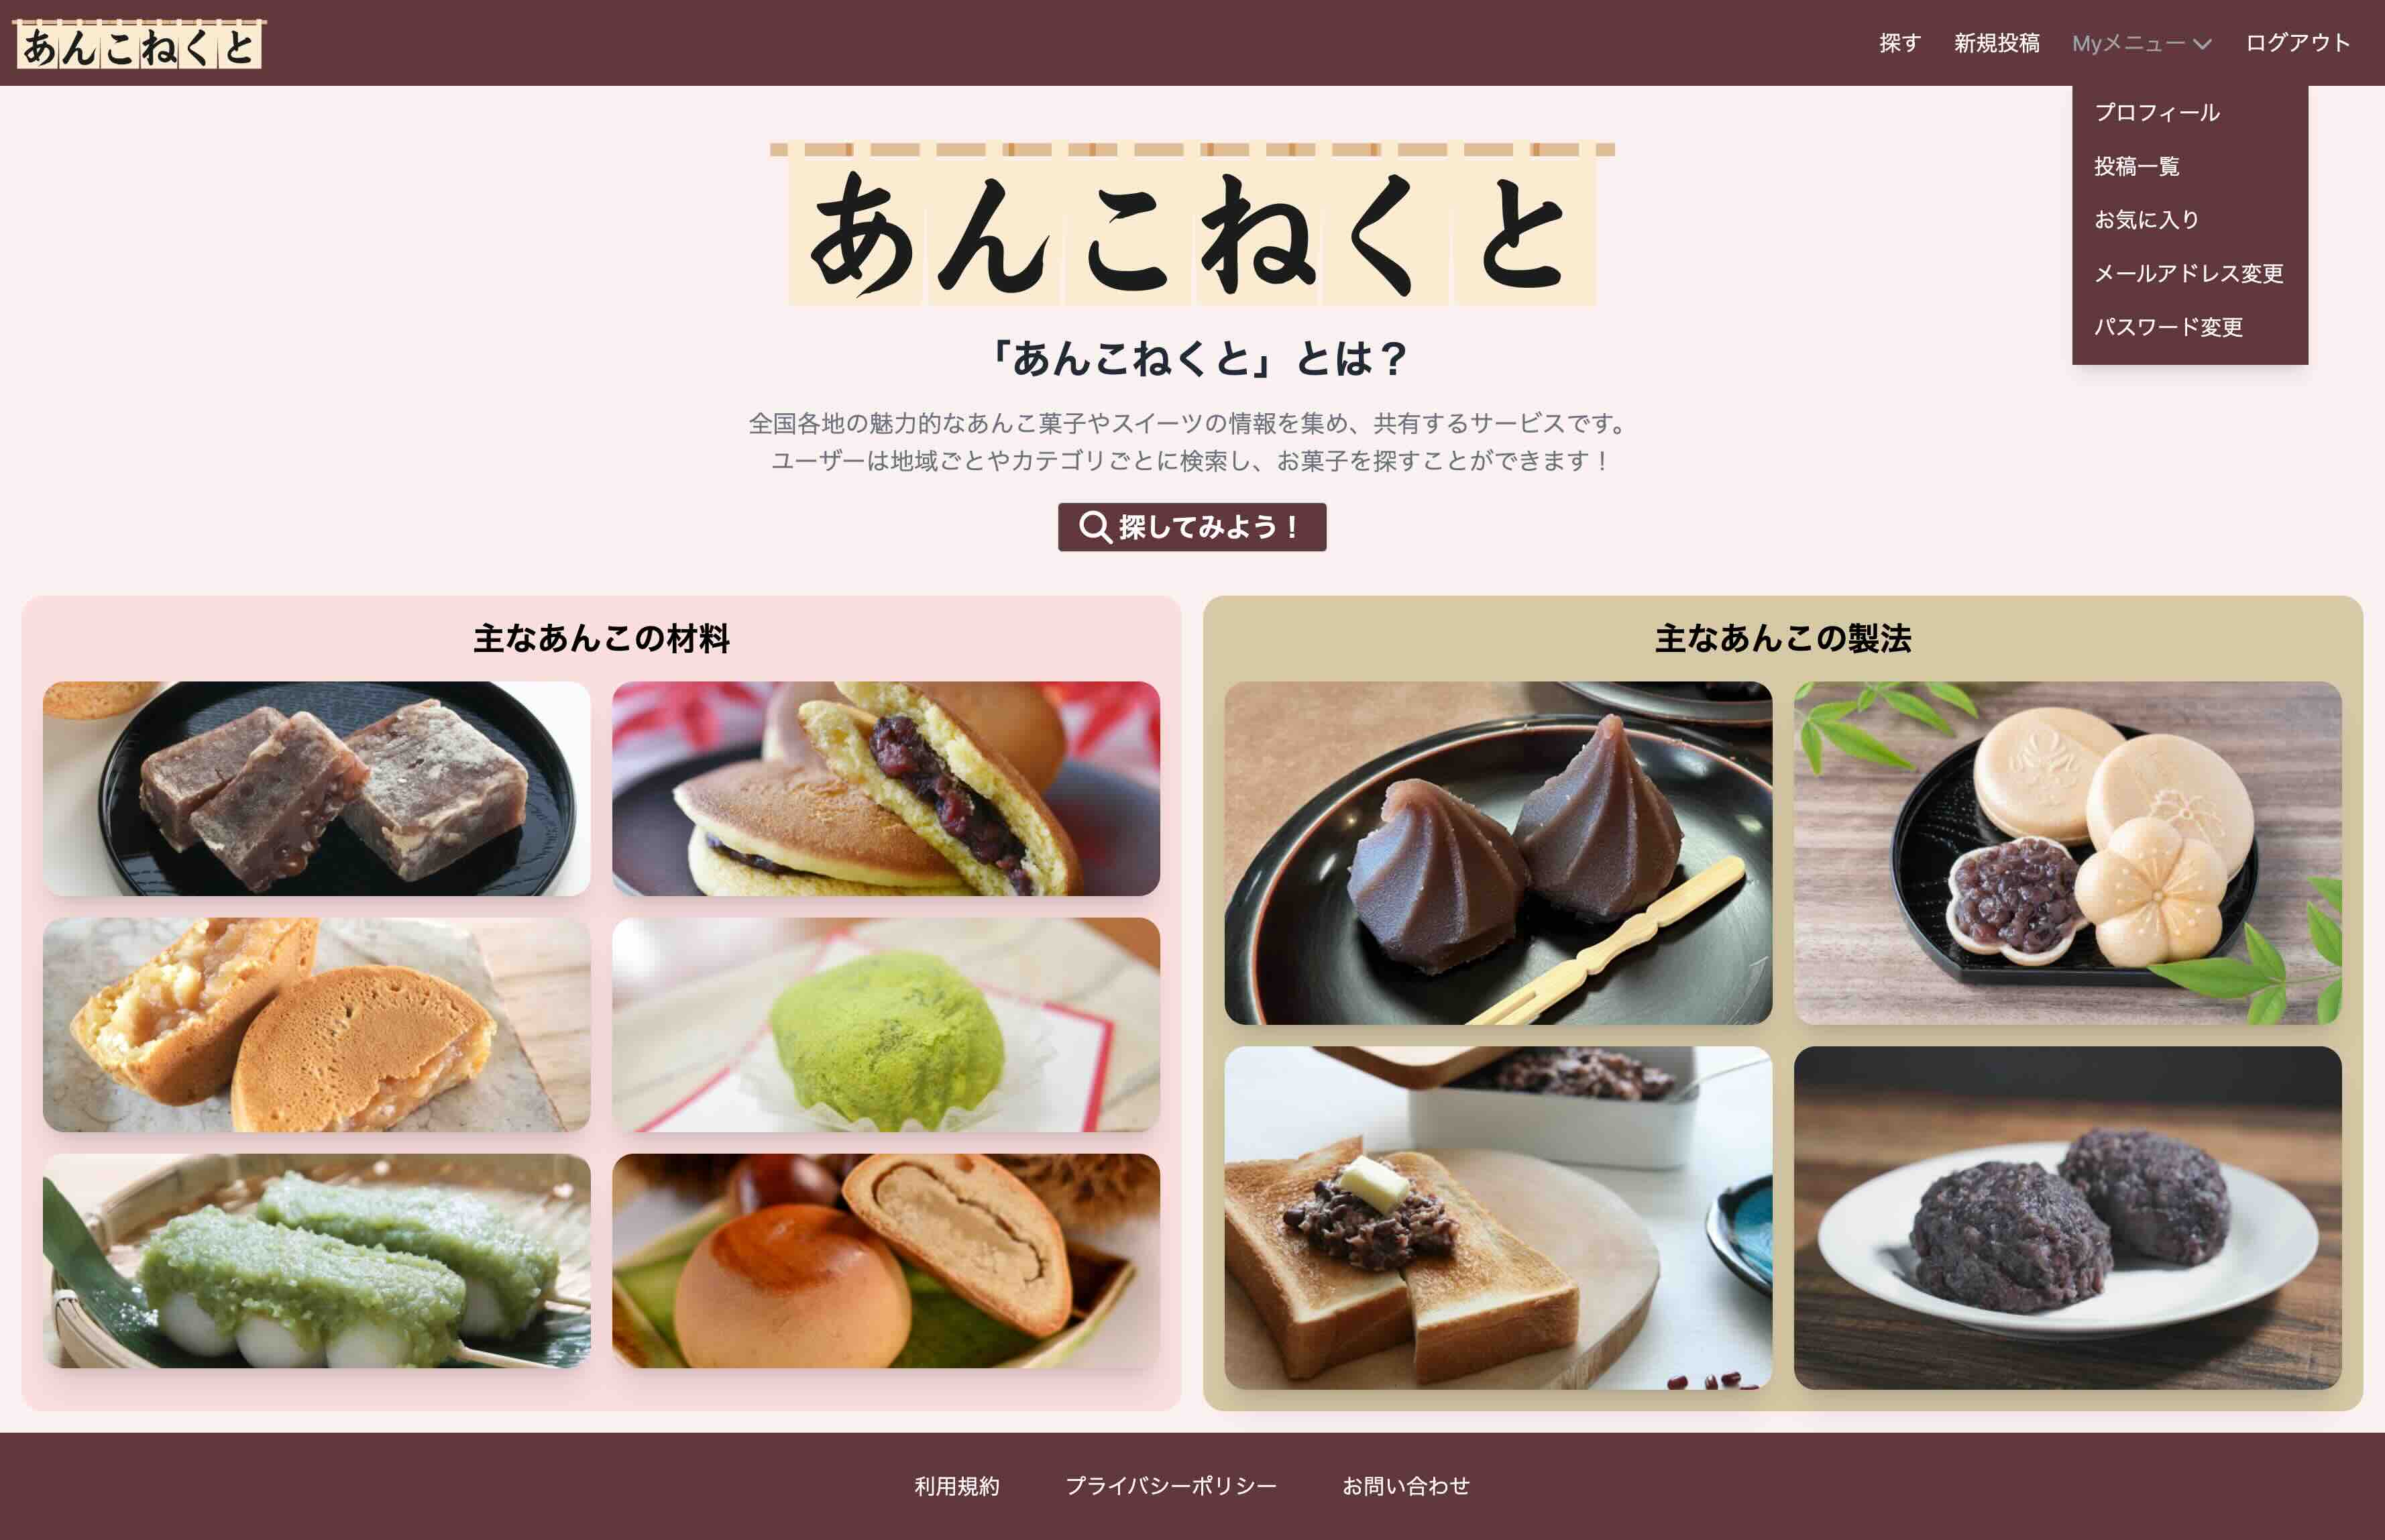 あんこねくと
探す 新規投稿 Myメニュー ログアウト
プロフィール
投稿一覧
お気に入り
メールアドレス変更
パスワード変更
あんこねくと
「あんこねくと」とは？
全国各地の魅力的なあんこ菓子やスイーツの情報を集め、共有するサービスです。
ユーザーは地域ごとやカテゴリごとに検索し、お菓子を探すことができます！
探してみよう！
主なあんこの材料
主なあんこの製法
利用規約 プライバシーポリシー お問い合わせ